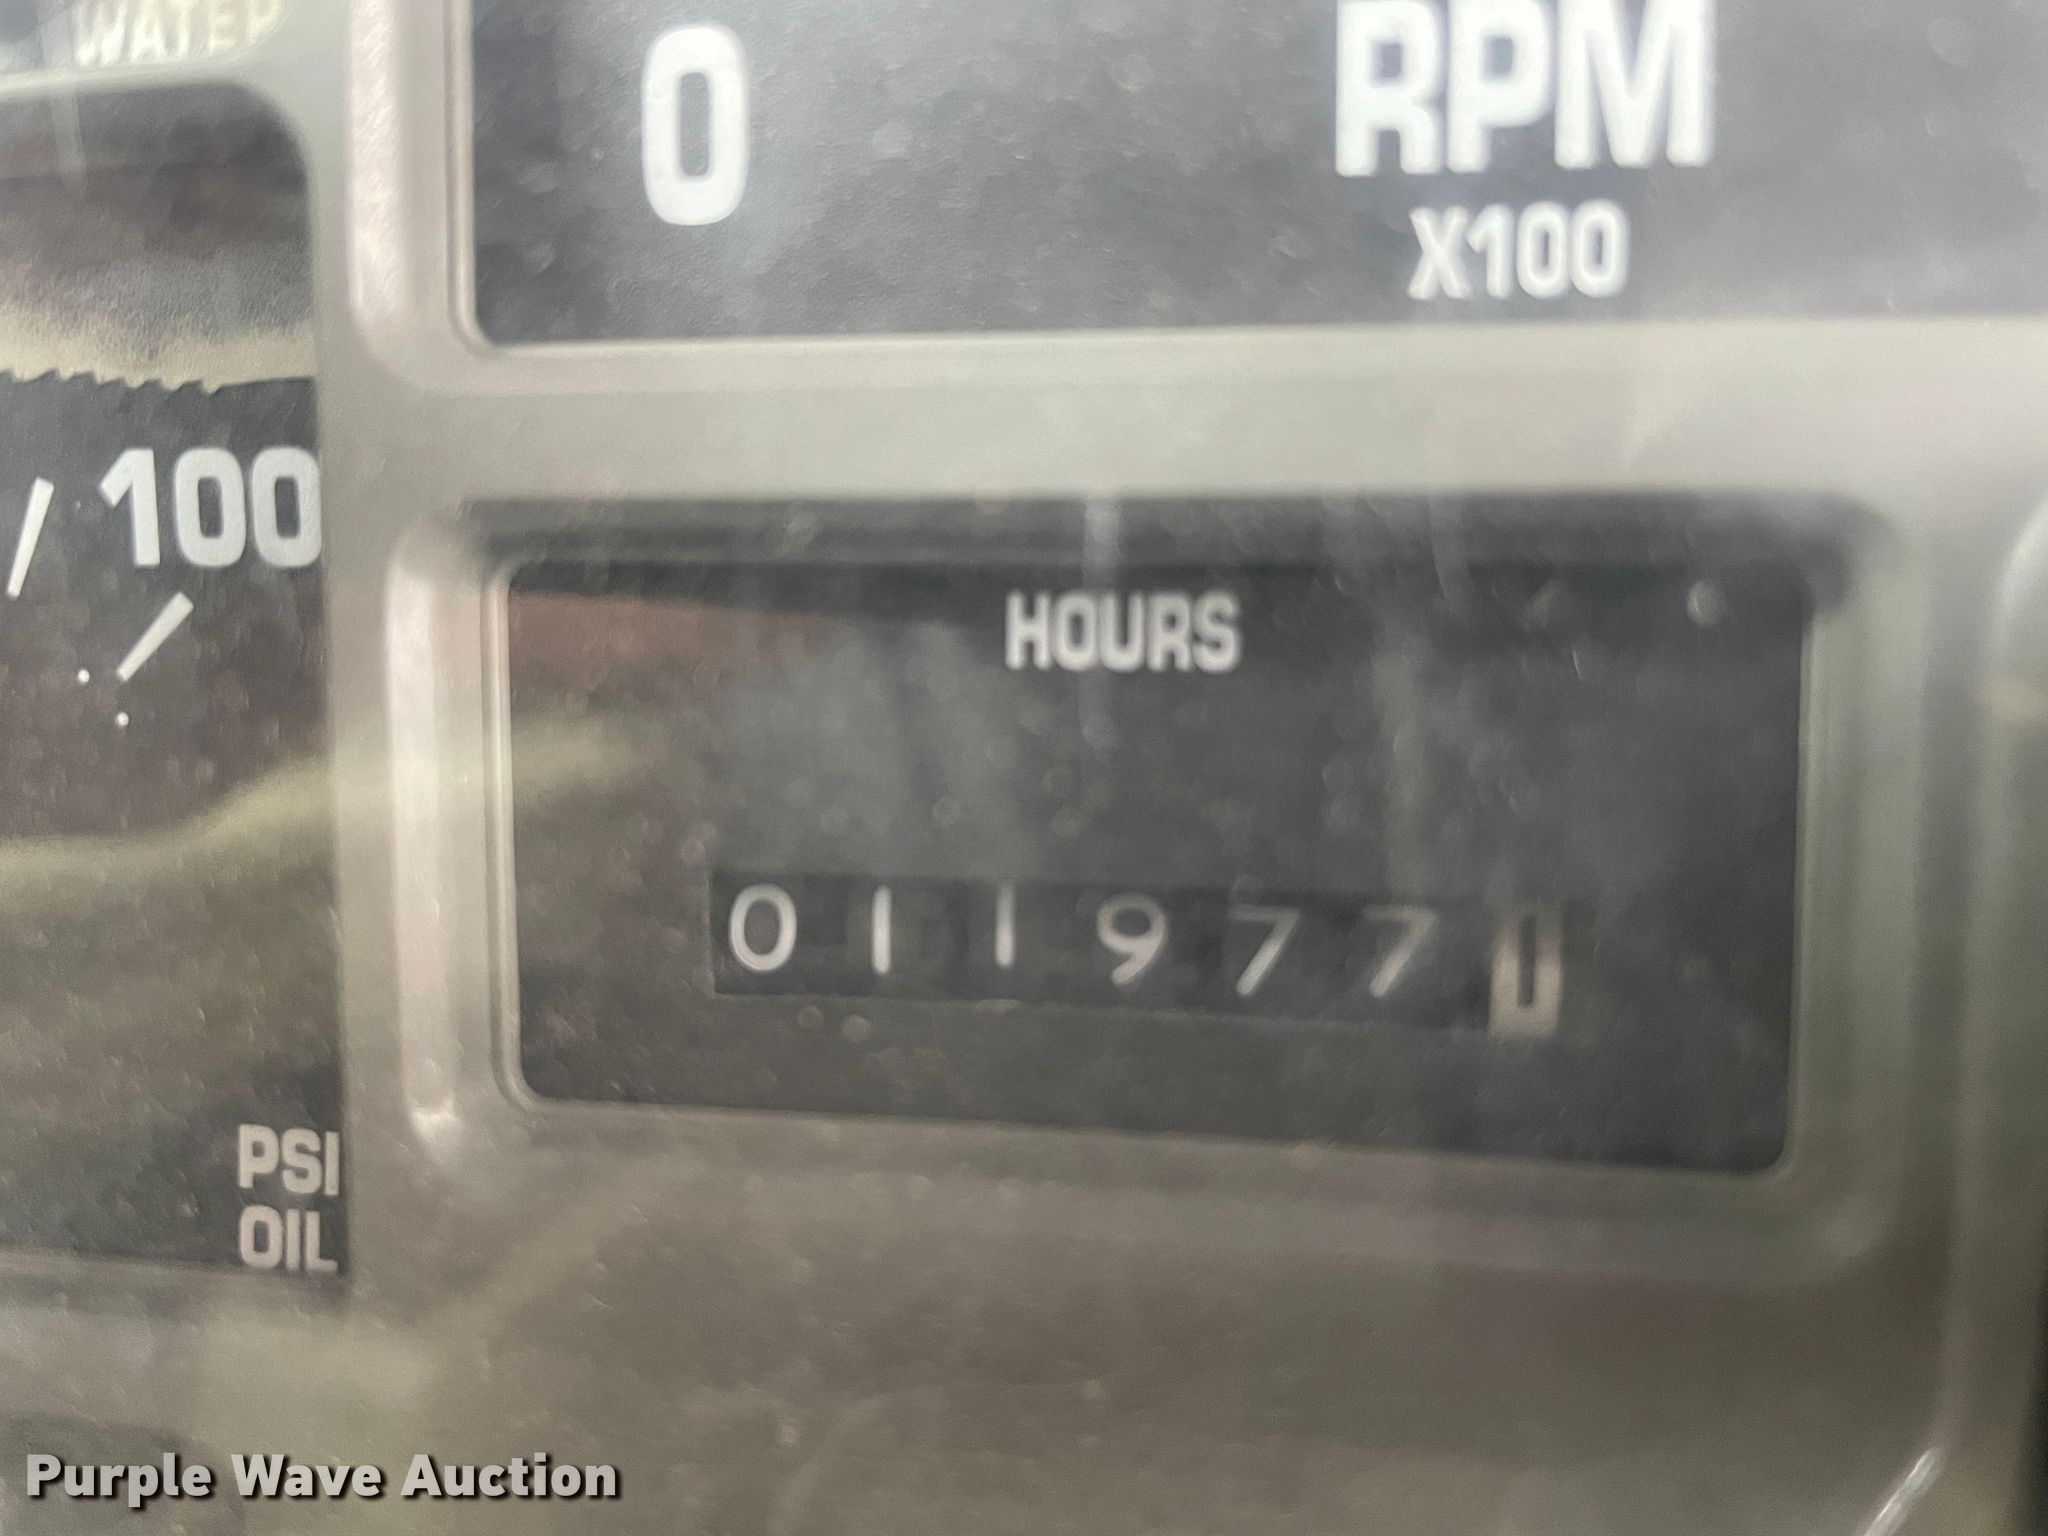 WATER
0
RPM
X100
100
HOURS
0119770
PSI
OIL
Purple Wave Auction